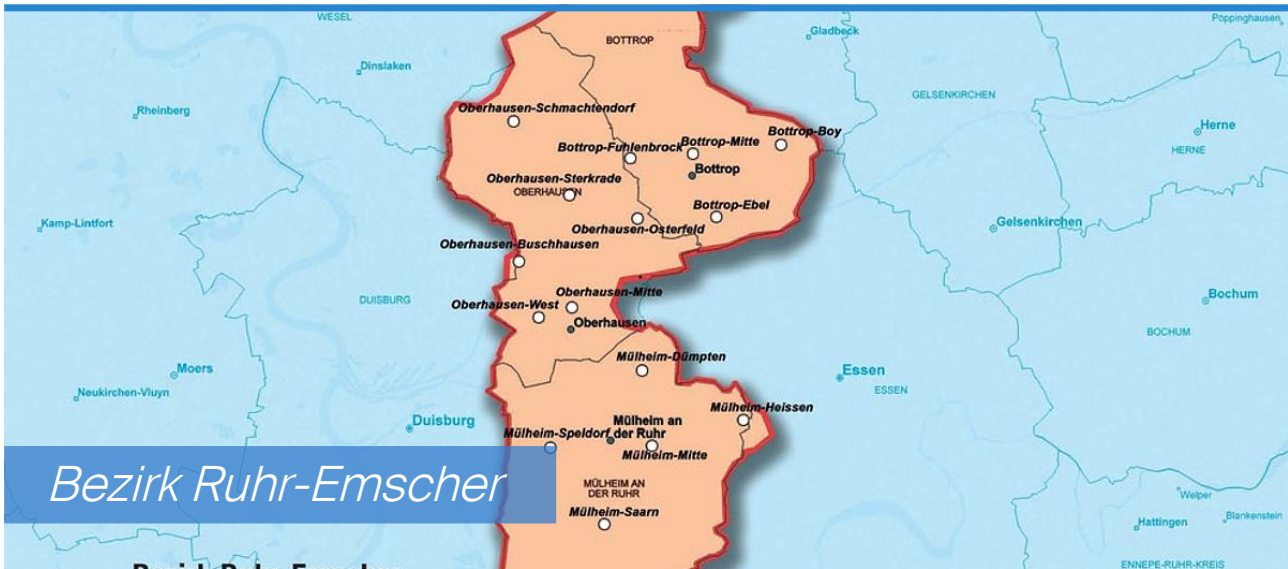 WESEL
Pöppinghausen
Gladbeck
BOTTROP
Dinslaken
GELSENKIRCHEN
Rheinberg
Oberhausen-Schmachtendorf
Herne
Bottrop-Boy
Bottrop-Mitte
Bottrop-Fuhlenbrock
HERNE
Bottrop
Oberhausen-Sterkrade
OBERHAUSEN
Bottrop-Ebel
Kamp-Lintfort
Gelsenkirchen
Oberhausen-Osterfeld
Oberhausen-Buschhausen
Oberhausen-Mitte
DUISBURG
Bochum
Oberhausen-West
Oberhausen
BOCHUM
Mülheim-Dümpten
Moers
Essen
ESSEN
Neukirchen-Vluyn
Mülheim-Heissen
Duisburg
Mülheim an
der Ruhr
Mülheim-Speldorf
Mülheim-Mitte
Bezirk Ruhr-Emscher
MÜLHEIM AN
DER RUHR
Welper
Mülheim-Saarn
Blankenstein
Hattingen
ENNEPE-RUHR-KREIS
Bezirk Ruhr-Emscher